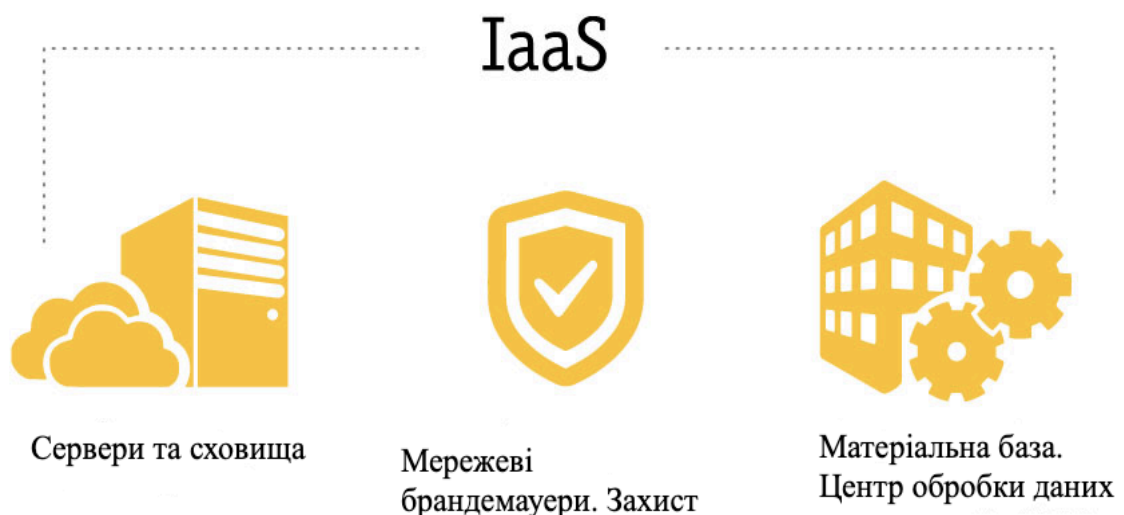 IaaS
Сервери та сховища
Мережеві
брандемауери. Захист
Матеріальна база.
Центр обробки даних